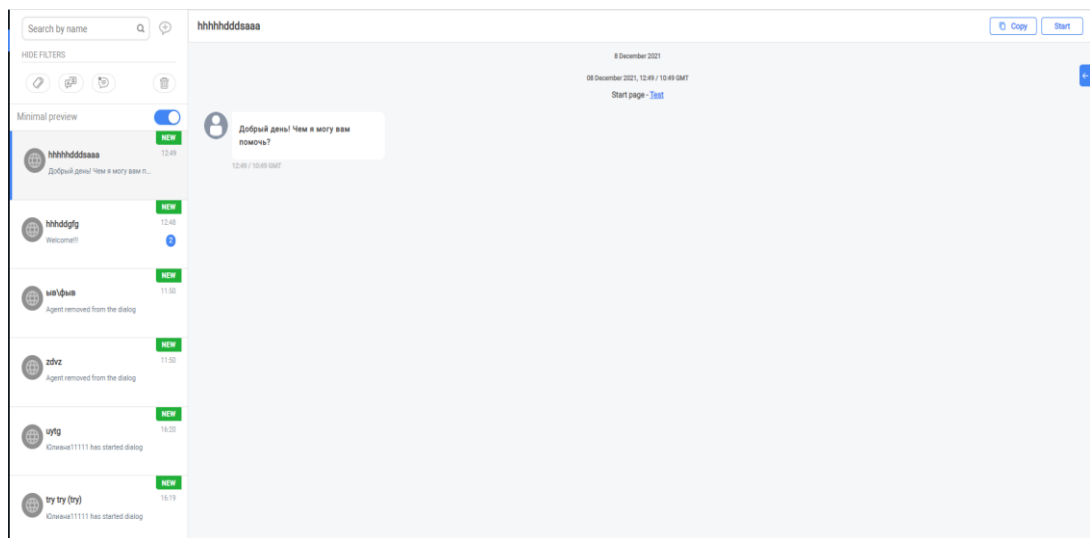 Search by name
HIDE FILTERS
Minimal preview
NEW
hhhhhdddsaaa
12:49
Добрый день! Чем я могу вам п...
NEW
hhhddgfg
12:48
Welcome!!!
2
NEW
ыв\фыв
11:50
Agent removed from the dialog
NEW
zdvz
11:50
Agent removed from the dialog
NEW
uytg
16:20
Юлиана11111 has started dialog
NEW
try try (try)
16:19
Юлиана11111 has started dialog
hhhhhdddsaaa
Copy
Start
8 December 2021
08 December 2021, 12:49 / 10:49 GMT
Start page - Test
Добрый день! Чем я могу вам
помочь?
12:49 / 10:49 GMT